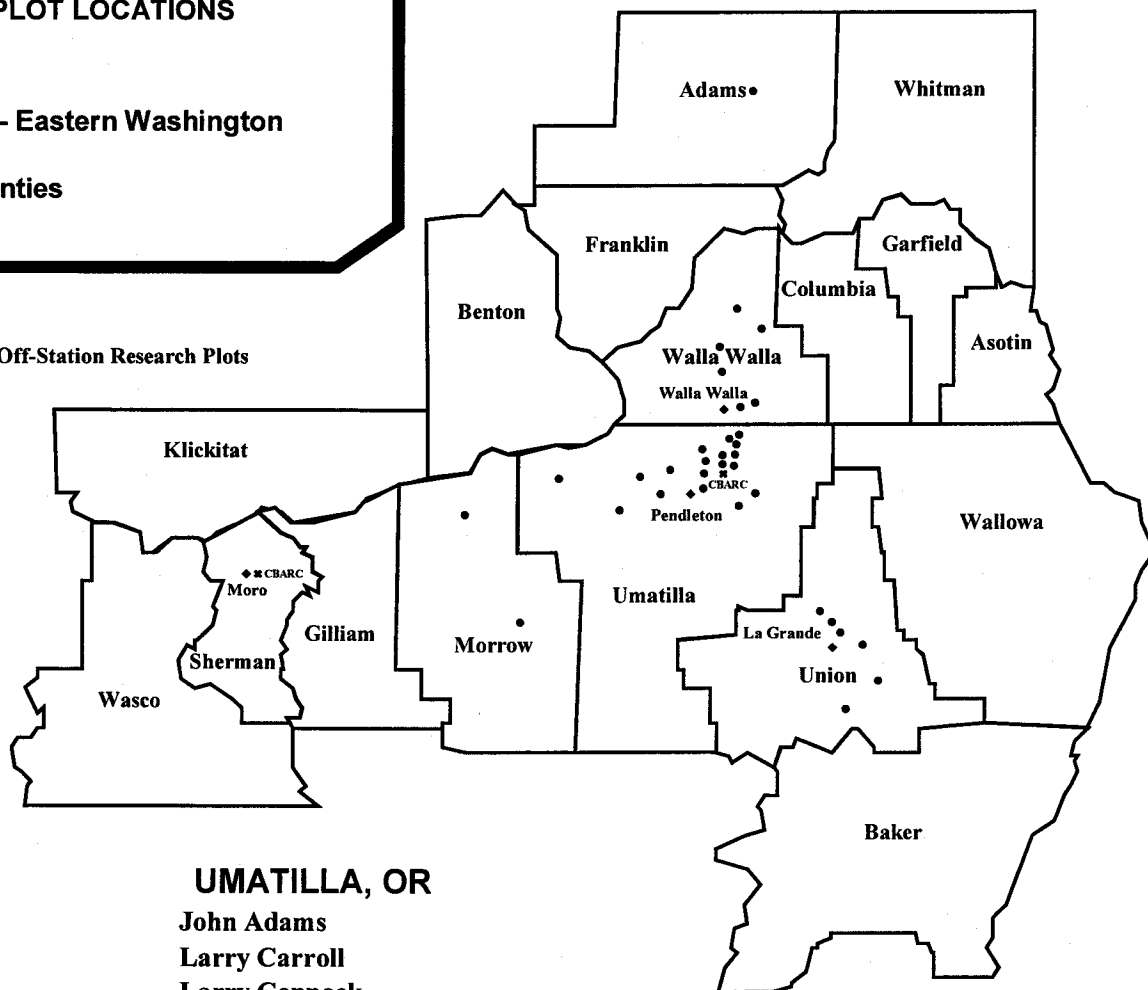 PLOT LOCATIONS
- Eastern Washington
nties
Off-Station Research Plots
Adams
Whitman
Franklin
Garfield
Columbia
Benton
Asotin
Walla Walla
Walla Walla
Klickitat
CBARC
Pendleton
Wallowa
CBARC
Moro
Umatilla
Gilliam
La Grande
Morrow
Sherman
Union
Wasco
Baker
UMATILLA, OR
John Adams
Larry Carroll